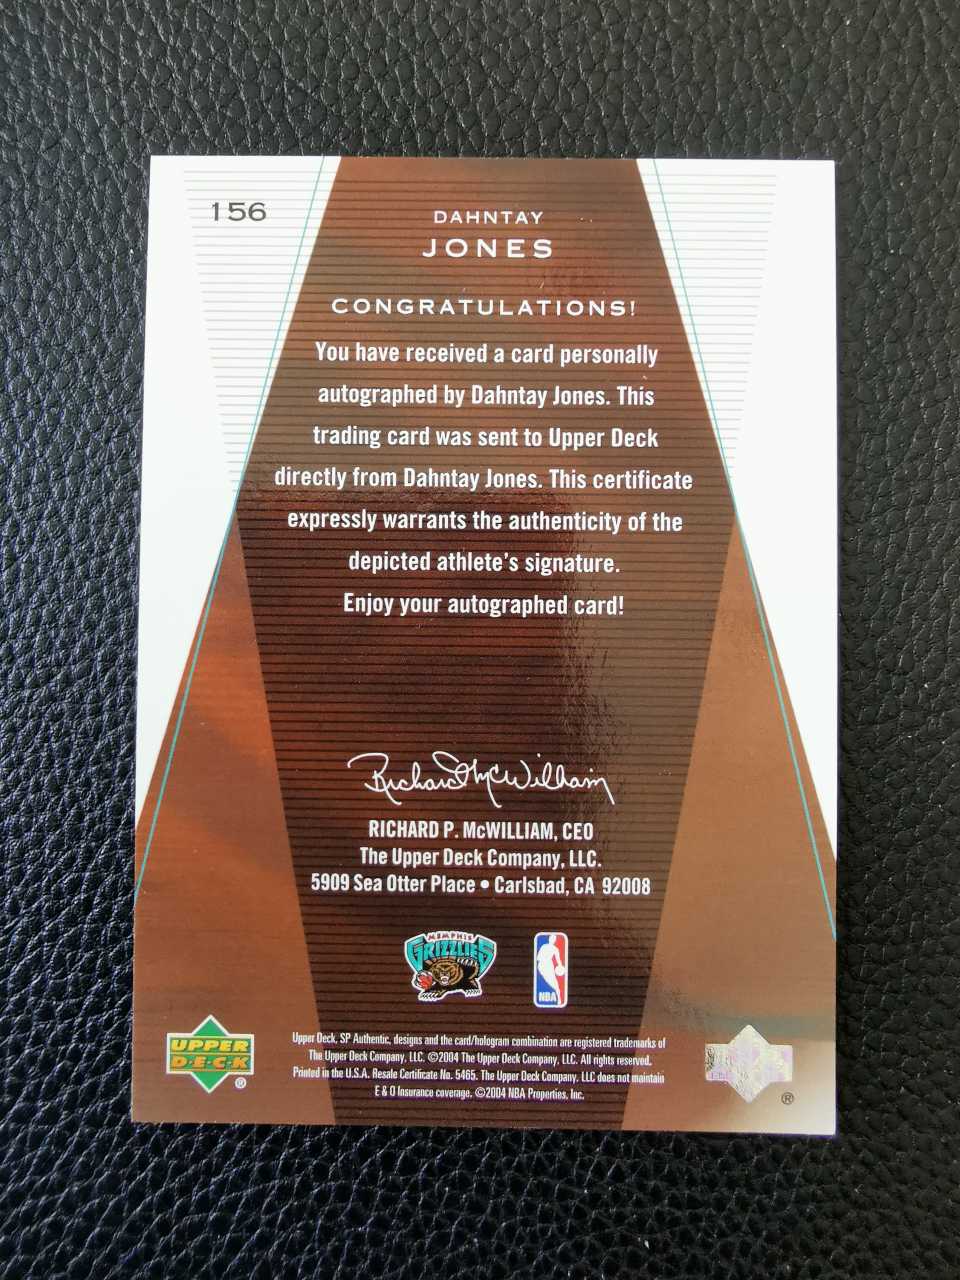 156
DAHNTAY
JONES
CONGRATULATIONS!
You have received a card personally
autographed by Dahntay Jones. This
trading card was sent to Upper Deck
directly from Dahntay Jones. This certificate
expressly warrants the authenticity of the
depicted athlete's signature.
Enjoy your autographed card!
Richard McWilliam
RICHARD P. McWILLIAM, CEO
The Upper Deck Company, LLC.
5909 Sea Otter Place • Carlsbad, CA 92008
MEMPHIS
GRIZZLIES
NBA
UPPER
D·E·C·K
®
Upper Deck, SP Authentic, designs and the card/hologram combination are registered trademarks of
The Upper Deck Company, LLC. ©2004 The Upper Deck Company, LLC. All rights reserved.
Printed in the U.S.A. Resale Certificate No. 5465. The Upper Deck Company, LLC does not maintain
E & O Insurance coverage. ©2004 NBA Properties, Inc.
®